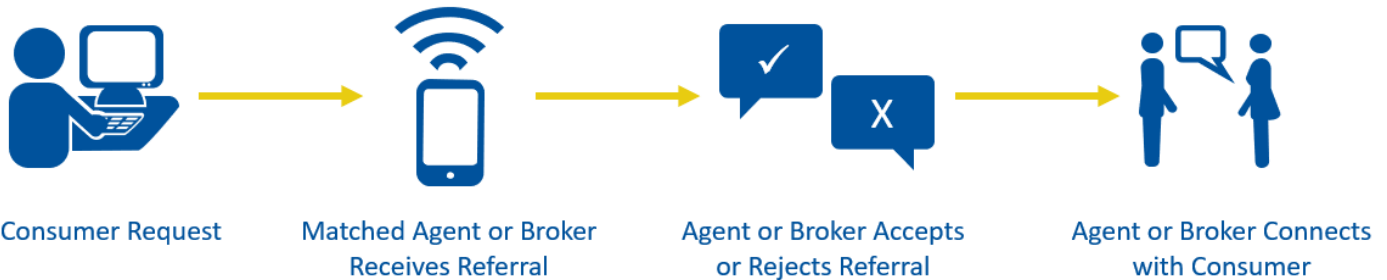 Consumer Request
Matched Agent or Broker
Receives Referral
X
Agent or Broker Accepts
or Rejects Referral
Agent or Broker Connects
with Consumer